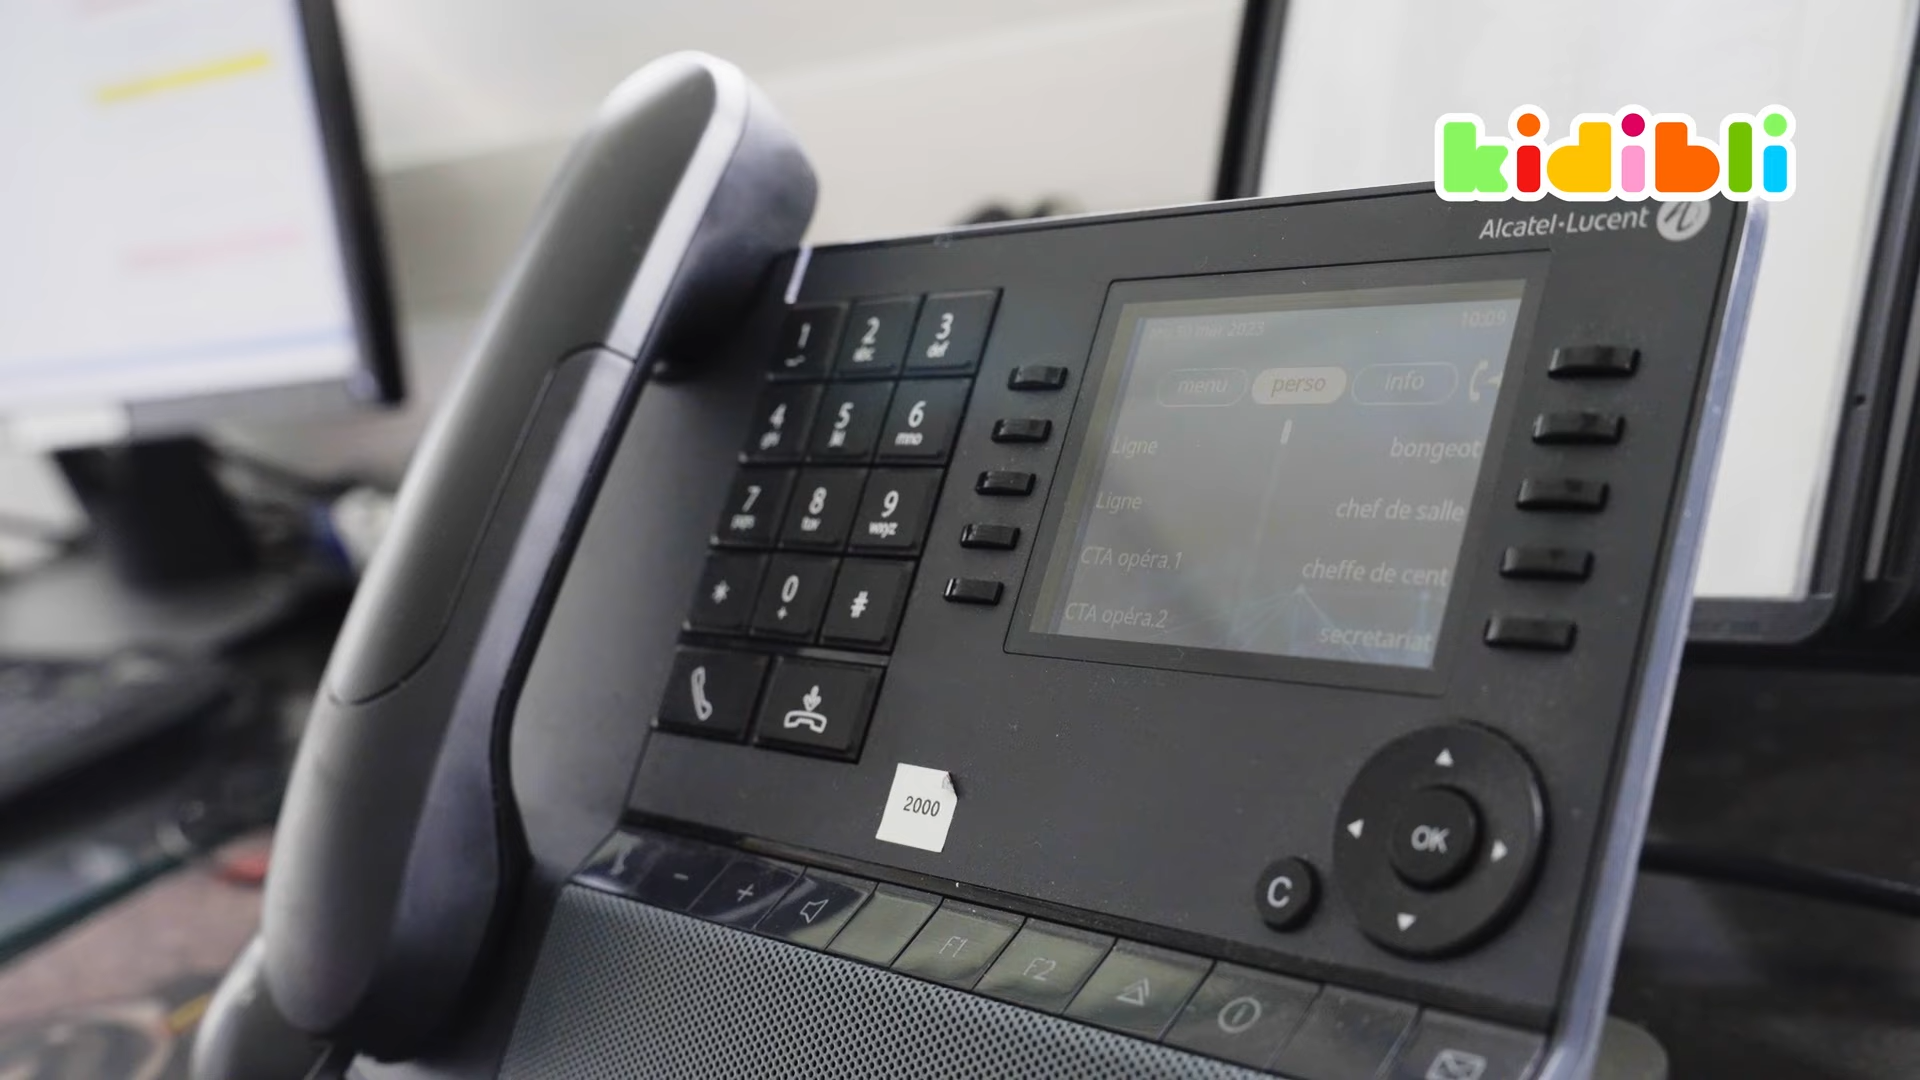 kidibli
Alcatel·Lucent
10:09
menu perso info
Ligne bongeot
Ligne chef de salle
CTA opéra.1 cheffe de cent
CTA opéra.2 secretariat
1 2 abc 3 def
4 ghi 5 jkl 6 mno
7 pqrs 8 tuv 9 wxyz
* 0 + #
2000
OK
C
- +
F1 F2